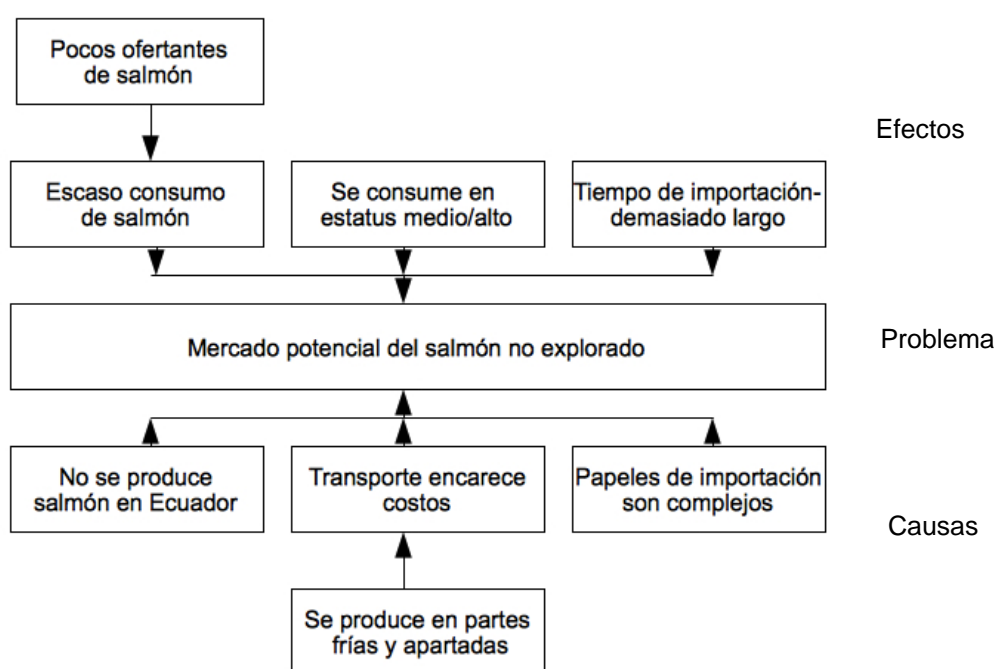 Pocos ofertantes
de salmón
Efectos
Escaso consumo
de salmón
Se consume en
estatus medio/alto
Tiempo de importación-
demasiado largo
Mercado potencial del salmón no explorado
Problema
No se produce
salmón en Ecuador
Transporte encarece
costos
Papeles de importación
son complejos
Causas
Se produce en partes
frías y apartadas